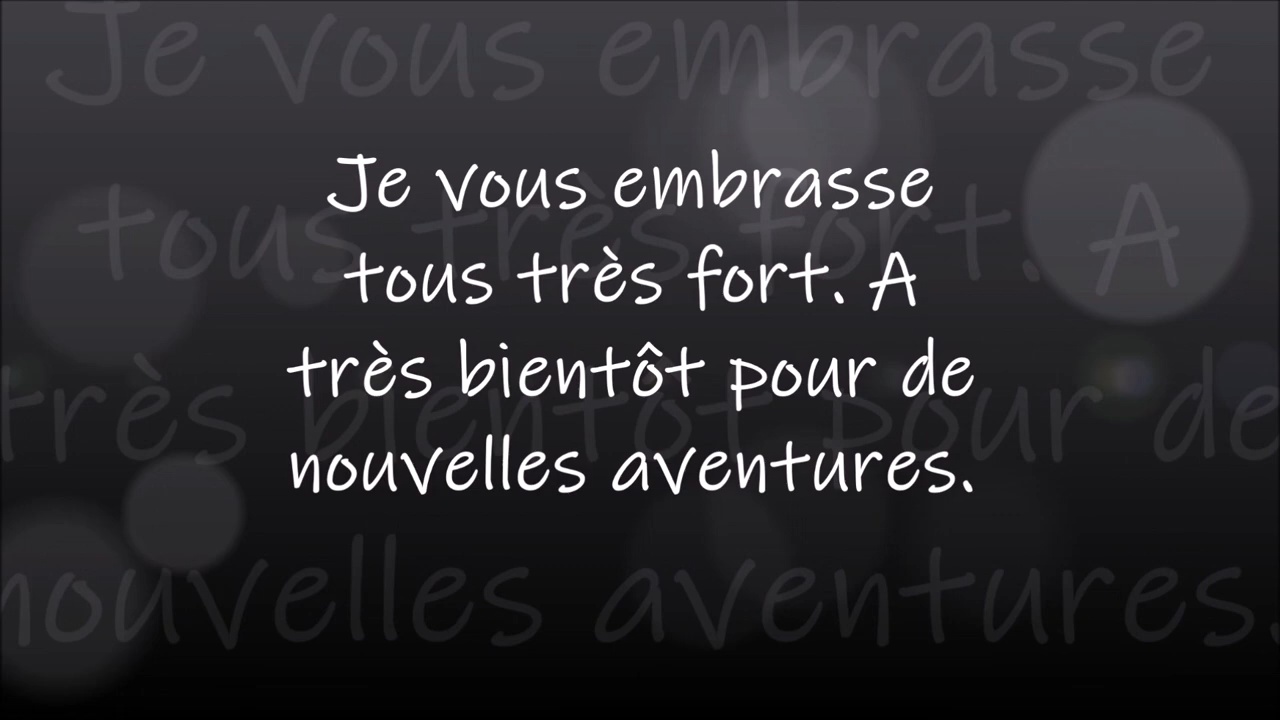 Je vous embrasse
tous très fort. A
très bientôt pour de
nouvelles aventures.